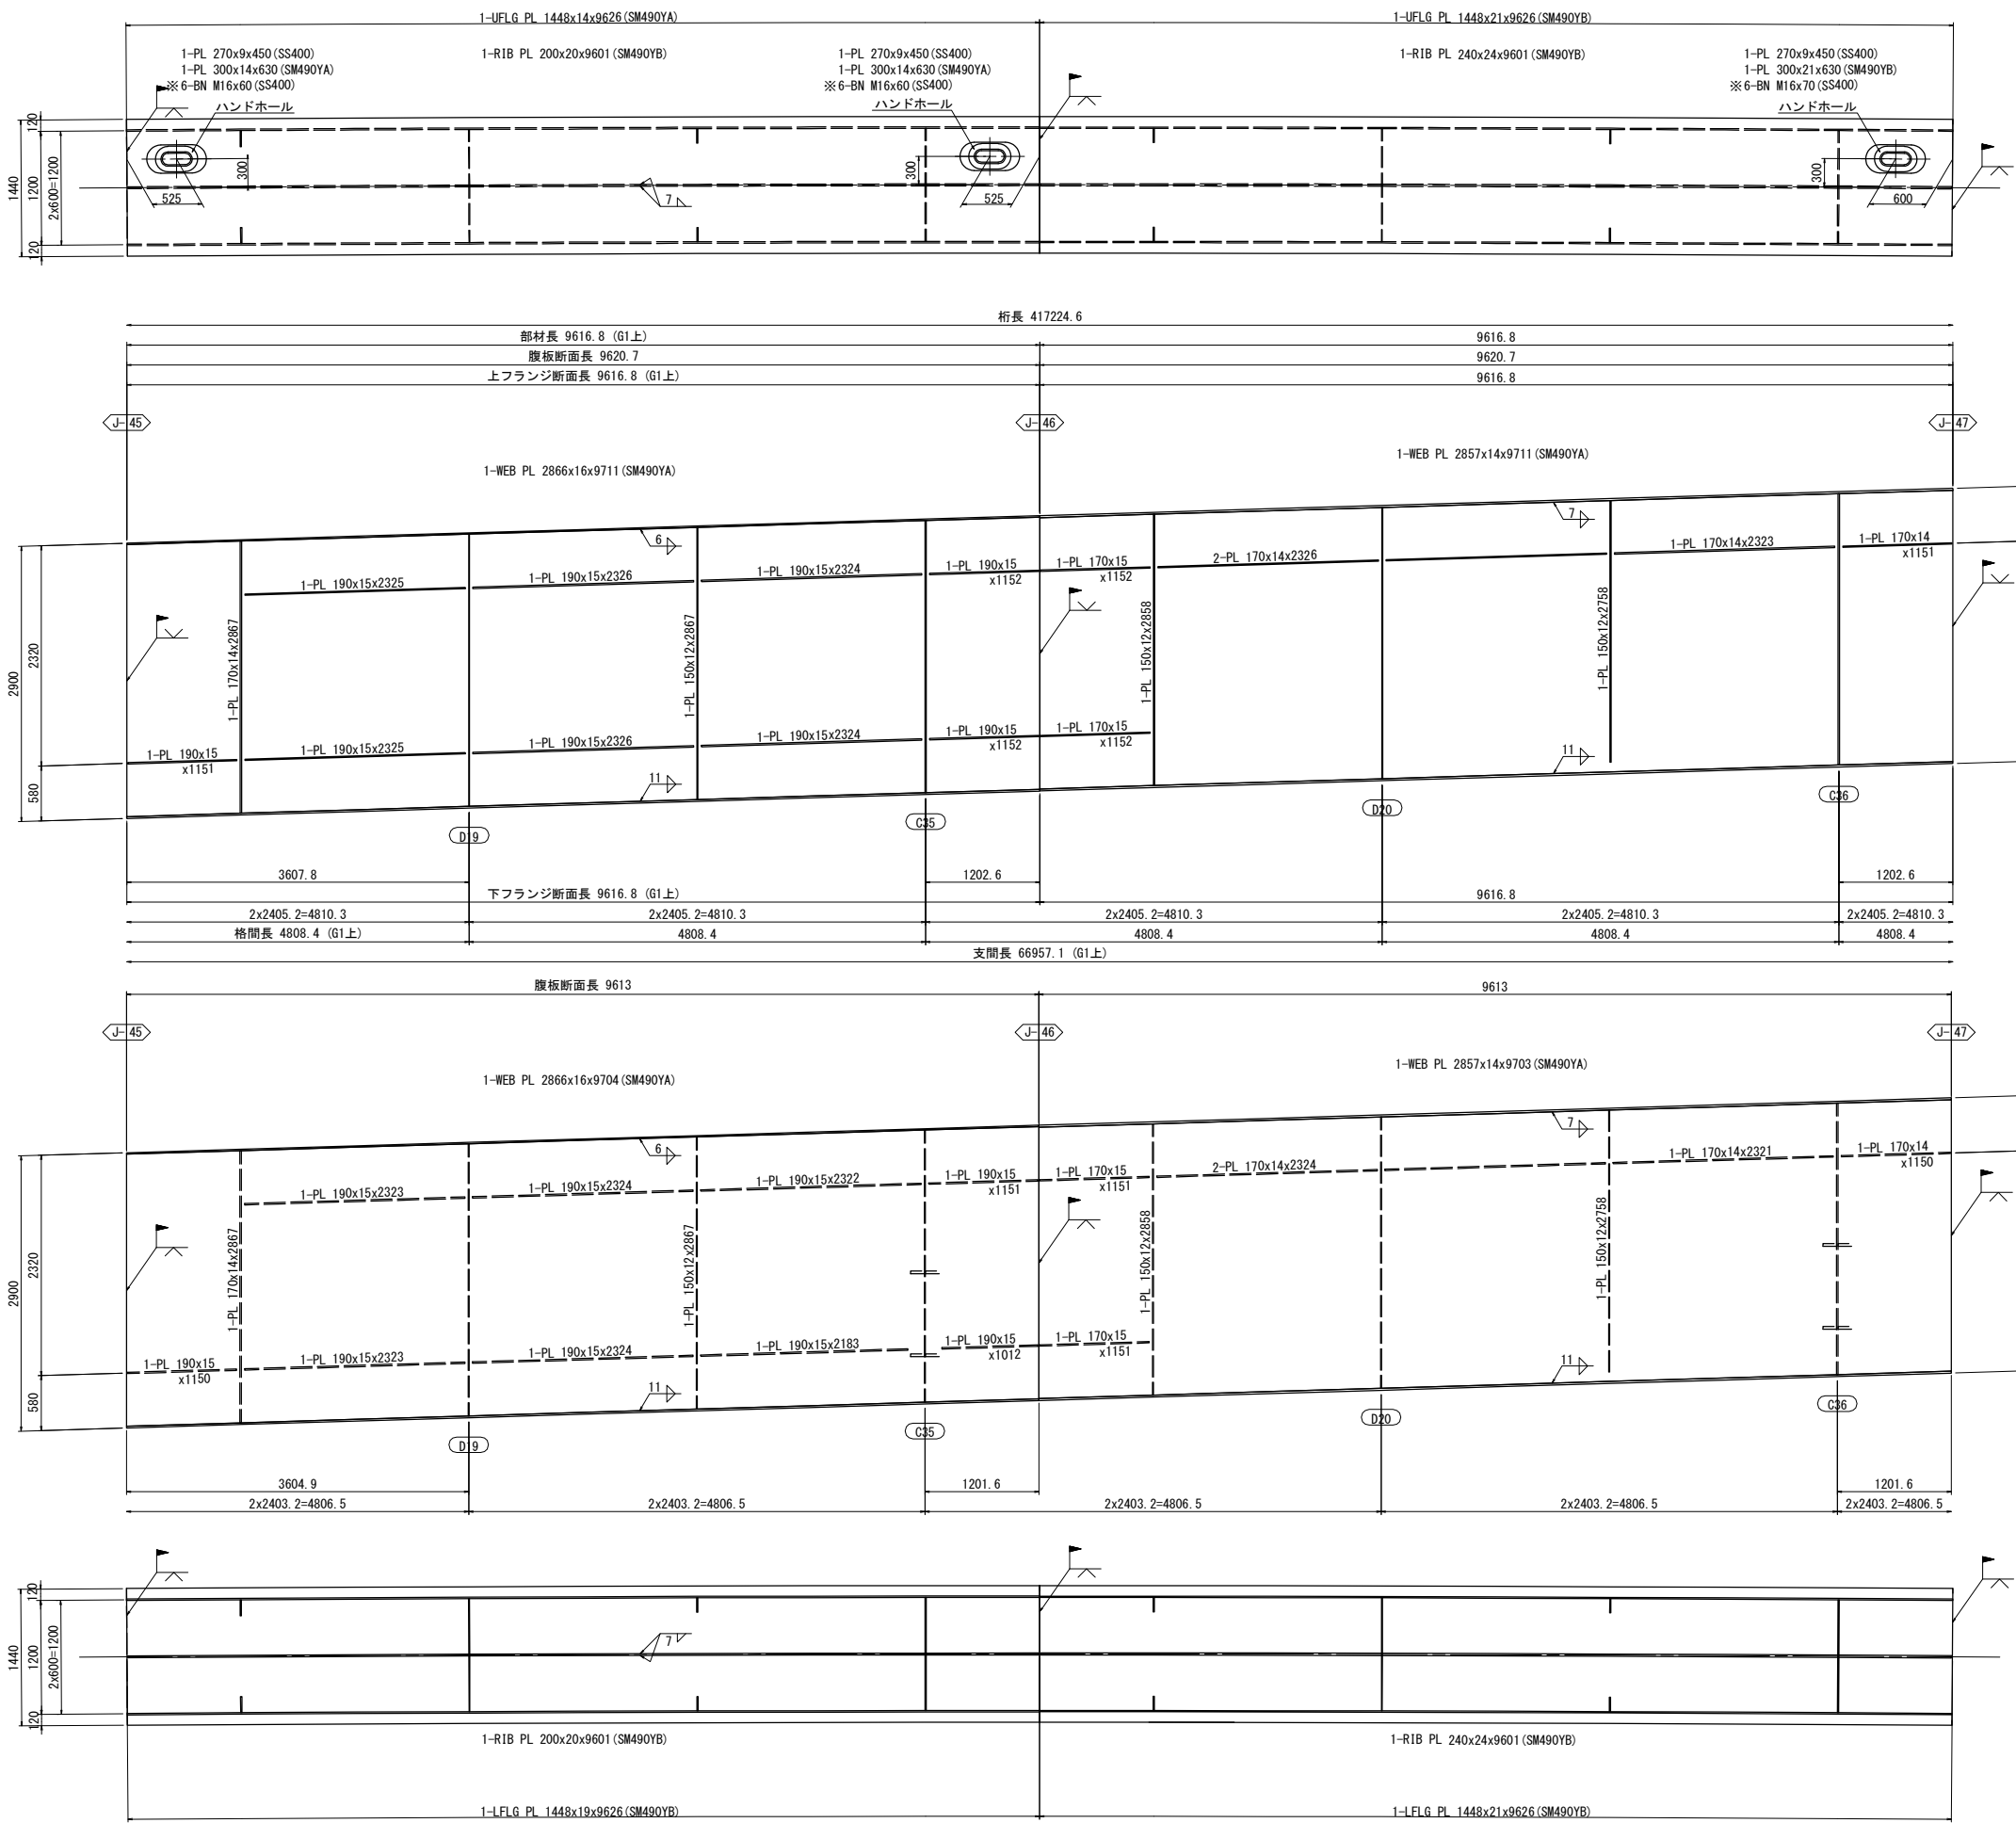 1-UFLG PL 1448x14x9626(SM490YA)
1-UFLG PL 1448x21x9626(SM490YB)
1-PL 270x9x450(SS400)
1-PL 300x14x630(SM490YA)
※6-BN M16x60(SS400)
ハンドホール
1-RIB PL 200x20x9601(SM490YB)
1-PL 270x9x450(SS400)
1-PL 300x14x630(SM490YA)
※6-BN M16x60(SS400)
ハンドホール
1-RIB PL 240x24x9601(SM490YB)
1-PL 270x9x450(SS400)
1-PL 300x21x630(SM490YB)
※6-BN M16x70(SS400)
ハンドホール
1440
120
1200
120
2x600=1200
300
525
7
300
525
300
600
桁長 417224.6
部材長 9616.8 (G1上)
9616.8
腹板断面長 9620.7
9620.7
上フランジ断面長 9616.8 (G1上)
9616.8
J-45
J-46
J-47
1-WEB PL 2866x16x9711(SM490YA)
1-WEB PL 2857x14x9711(SM490YA)
2900
2320
580
6
7
1-PL 190x15x2325
1-PL 190x15x2326
1-PL 190x15x2324
1-PL 190x15
x1152
1-PL 170x15
x1152
2-PL 170x14x2326
1-PL 170x14x2323
1-PL 170x14
x1151
1-PL 170x14x2867
1-PL 150x12x2867
1-PL 150x12x2858
1-PL 150x12x2758
1-PL 190x15
x1151
1-PL 190x15x2325
1-PL 190x15x2326
1-PL 190x15x2324
1-PL 190x15
x1152
1-PL 170x15
x1152
11
11
D19
C35
D20
C36
3607.8
1202.6
1202.6
下フランジ断面長 9616.8 (G1上)
9616.8
2x2405.2=4810.3
2x2405.2=4810.3
2x2405.2=4810.3
2x2405.2=4810.3
2x2405.2=4810.3
格間長 4808.4 (G1上)
4808.4
4808.4
4808.4
4808.4
支間長 66957.1 (G1上)
腹板断面長 9613
9613
J-45
J-46
J-47
1-WEB PL 2866x16x9704(SM490YA)
1-WEB PL 2857x14x9703(SM490YA)
2900
2320
580
6
7
1-PL 190x15x2323
1-PL 190x15x2324
1-PL 190x15x2322
1-PL 190x15
x1151
1-PL 170x15
x1151
2-PL 170x14x2324
1-PL 170x14x2321
1-PL 170x14
x1150
1-PL 170x14x2867
1-PL 150x12x2867
1-PL 150x12x2858
1-PL 150x12x2758
1-PL 190x15
x1150
1-PL 190x15x2323
1-PL 190x15x2324
1-PL 190x15x2183
1-PL 190x15
x1012
1-PL 170x15
x1151
11
11
D19
C35
D20
C36
3604.9
1201.6
1201.6
2x2403.2=4806.5
2x2403.2=4806.5
2x2403.2=4806.5
2x2403.2=4806.5
2x2403.2=4806.5
1440
120
1200
120
2x600=1200
7
1-RIB PL 200x20x9601(SM490YB)
1-RIB PL 240x24x9601(SM490YB)
1-LFLG PL 1448x19x9626(SM490YB)
1-LFLG PL 1448x21x9626(SM490YB)